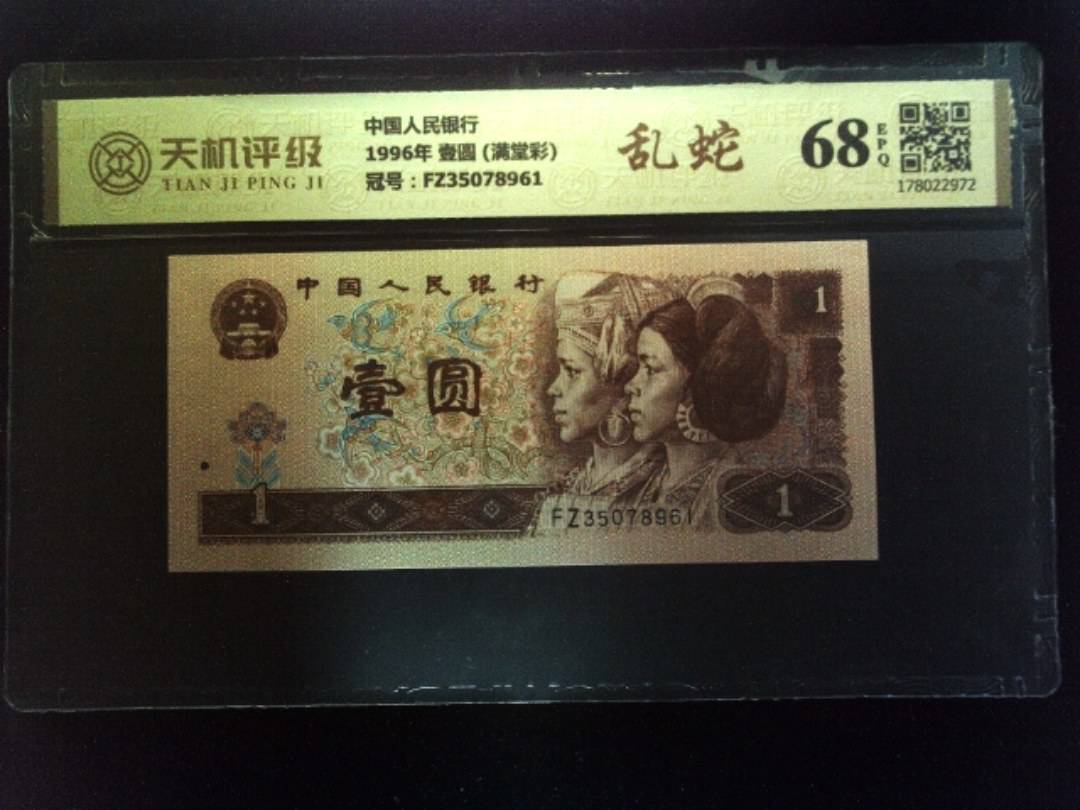 天机评级
TIAN JI PING JI
中国人民银行
1996年 壹圆 (满堂彩)
冠号：FZ35078961
乱蛇
68
EPQ
178022972
中国人民银行
1
壹圆
1
1
FZ35078961